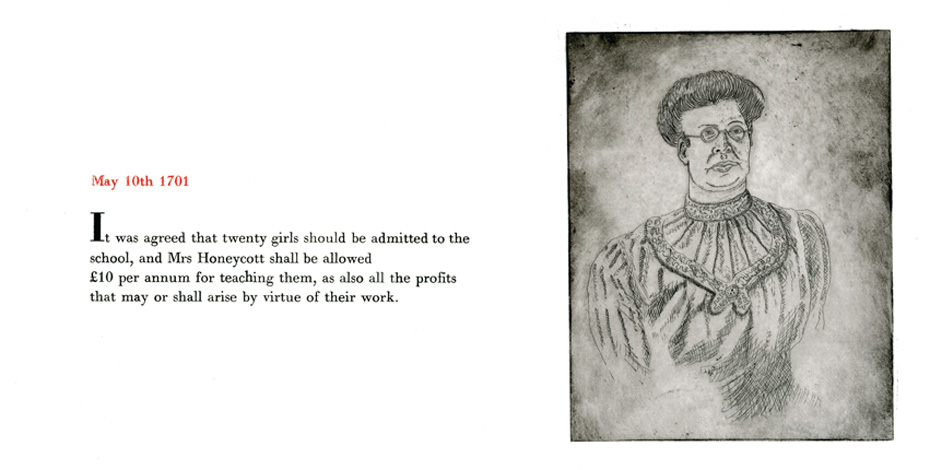 May 10th 1701
It was agreed that twenty girls should be admitted to the
school, and Mrs Honeycott shall be allowed
£10 per annum for teaching them, as also all the profits
that may or shall arise by virtue of their work.